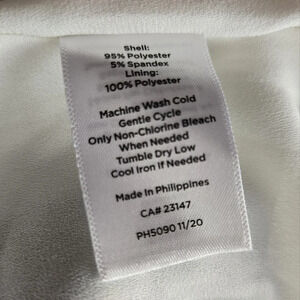 Shell:
95% Polyester
5% Spandex
Lining:
100% Polyester
Machine Wash Cold
Gentle Cycle
Only Non-Chlorine Bleach
When Needed
Tumble Dry Low
Cool Iron If Needed
Made In Philippines
CA# 23147
PH5090 11/20